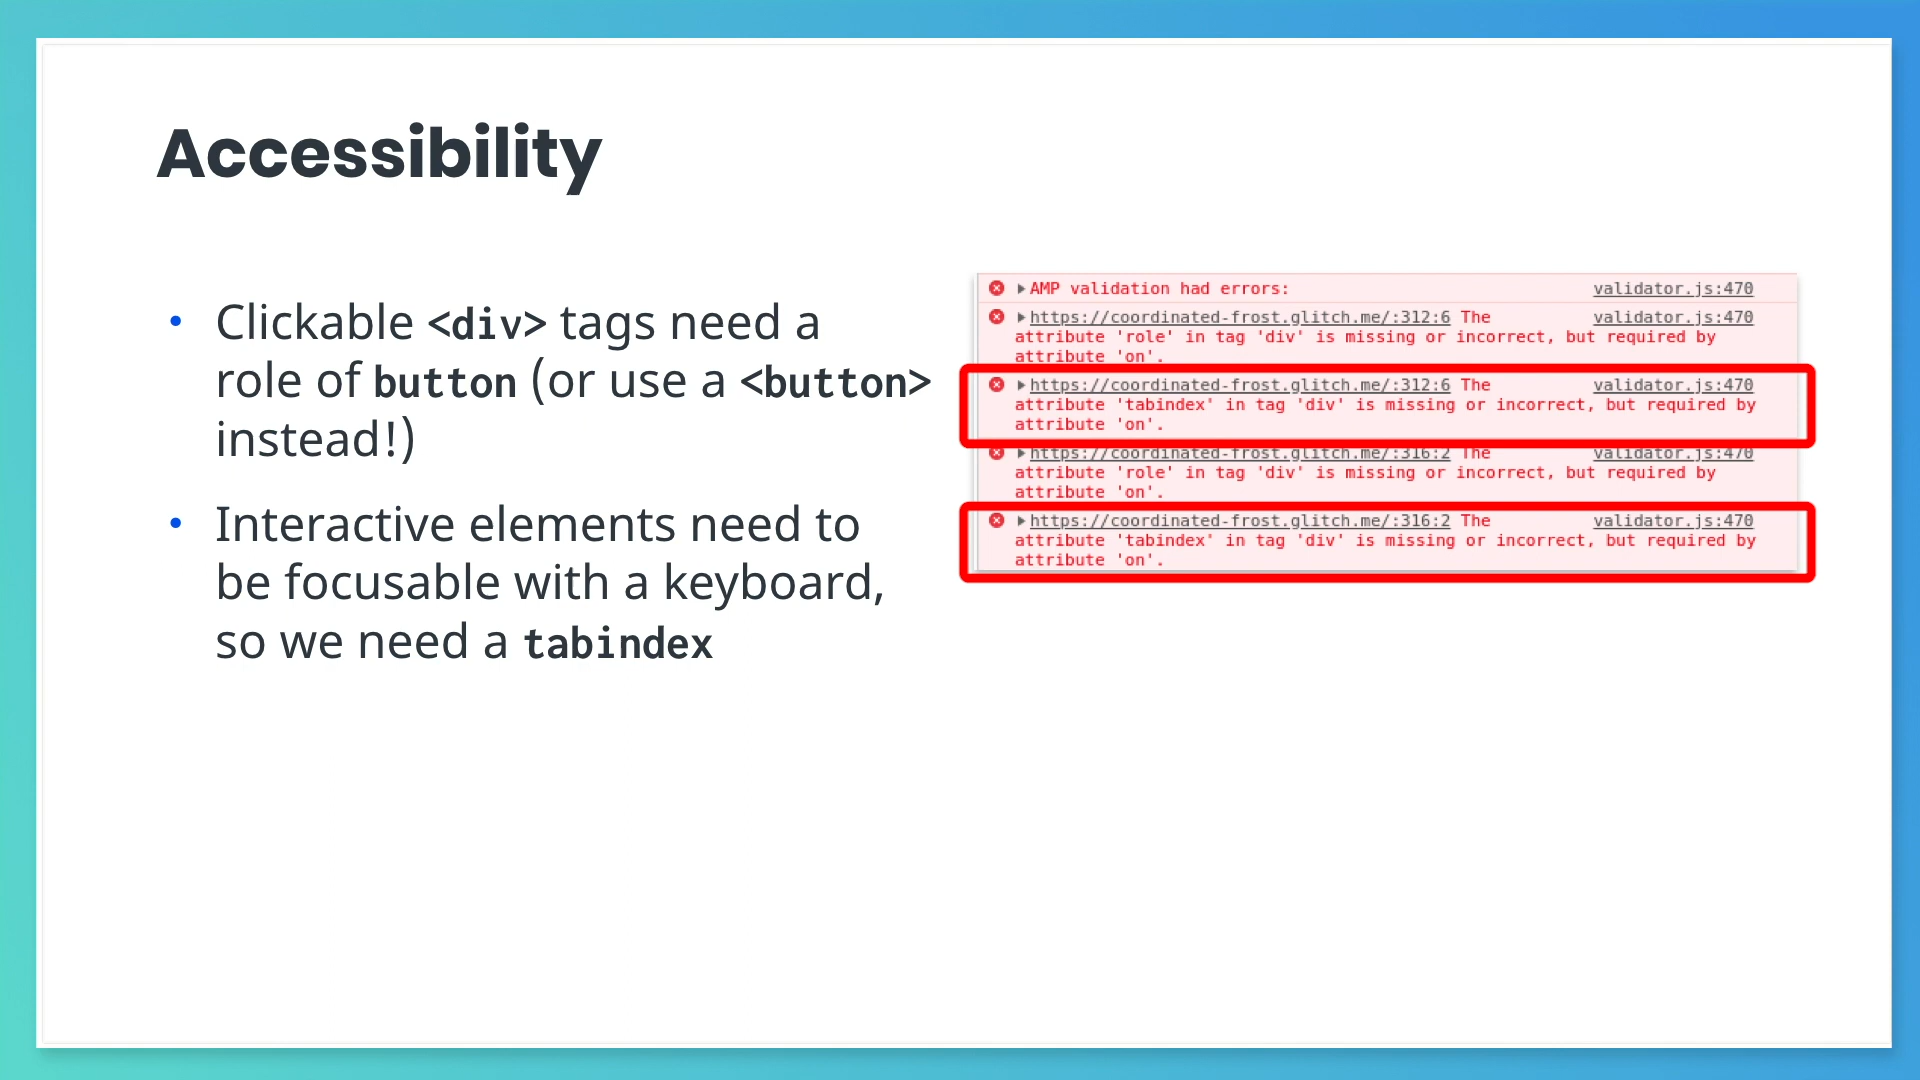 Accessibility
• Clickable <div> tags need a
role of button (or use a <button>
instead!)
• Interactive elements need to
be focusable with a keyboard,
so we need a tabindex
AMP validation had errors: validator.js:470
https://coordinated-frost.glitch.me/:312:6 The validator.js:470
attribute 'role' in tag 'div' is missing or incorrect, but required by
attribute 'on'.
https://coordinated-frost.glitch.me/:312:6 The validator.js:470
attribute 'tabindex' in tag 'div' is missing or incorrect, but required by
attribute 'on'.
https://coordinated-frost.glitch.me/:316:2 The validator.js:470
attribute 'role' in tag 'div' is missing or incorrect, but required by
attribute 'on'.
https://coordinated-frost.glitch.me/:316:2 The validator.js:470
attribute 'tabindex' in tag 'div' is missing or incorrect, but required by
attribute 'on'.